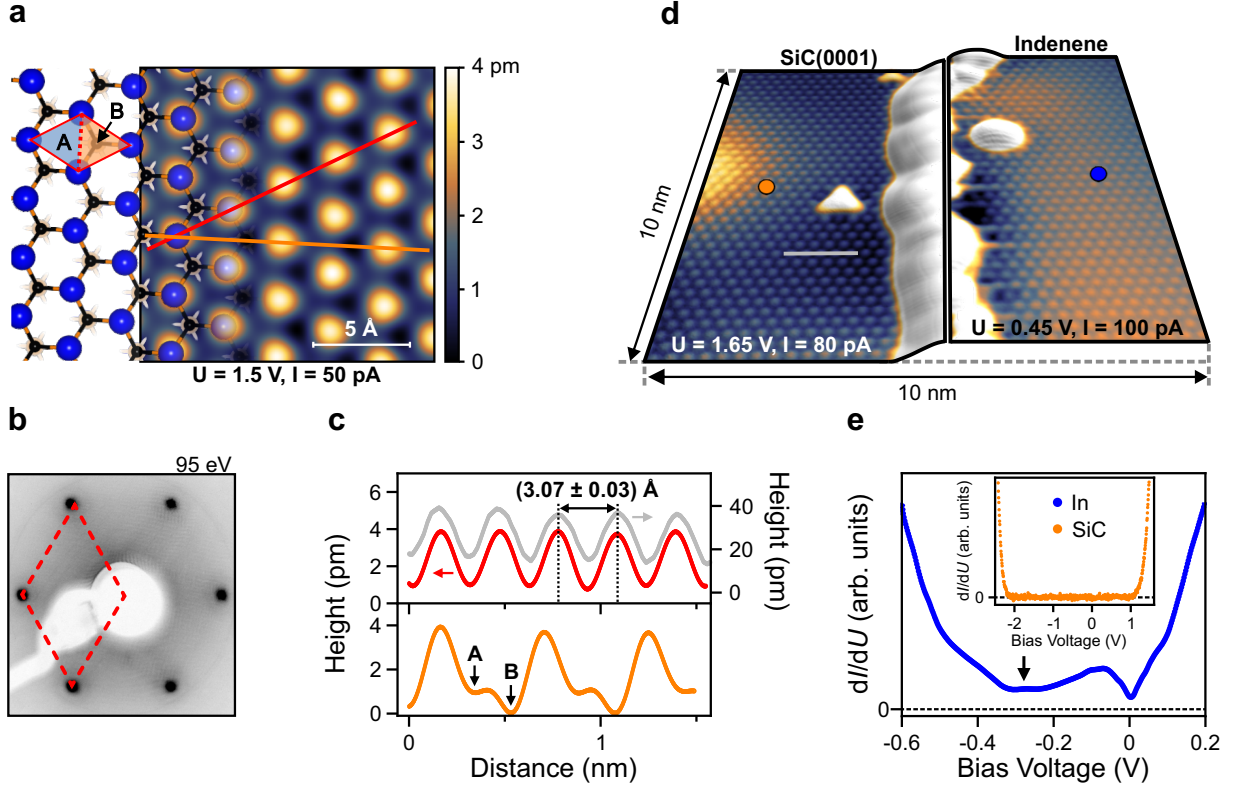 a
A
B
4 pm
3
2
1
0
5 Å
U = 1.5 V, I = 50 pA
d
SiC(0001)
Indenene
10 nm
U = 1.65 V, I = 80 pA
U = 0.45 V, I = 100 pA
10 nm
b
95 eV
c
(3.07 ± 0.03) Å
6
4
2
0
40
20
0
Height (pm)
Height (pm)
4
2
0
A
B
0
1
Distance (nm)
e
dI/dU (arb. units)
0
-0.6
-0.4
-0.2
0
0.2
Bias Voltage (V)
In
SiC
dI/dU (arb. units)
0
-2
-1
0
1
Bias Voltage (V)